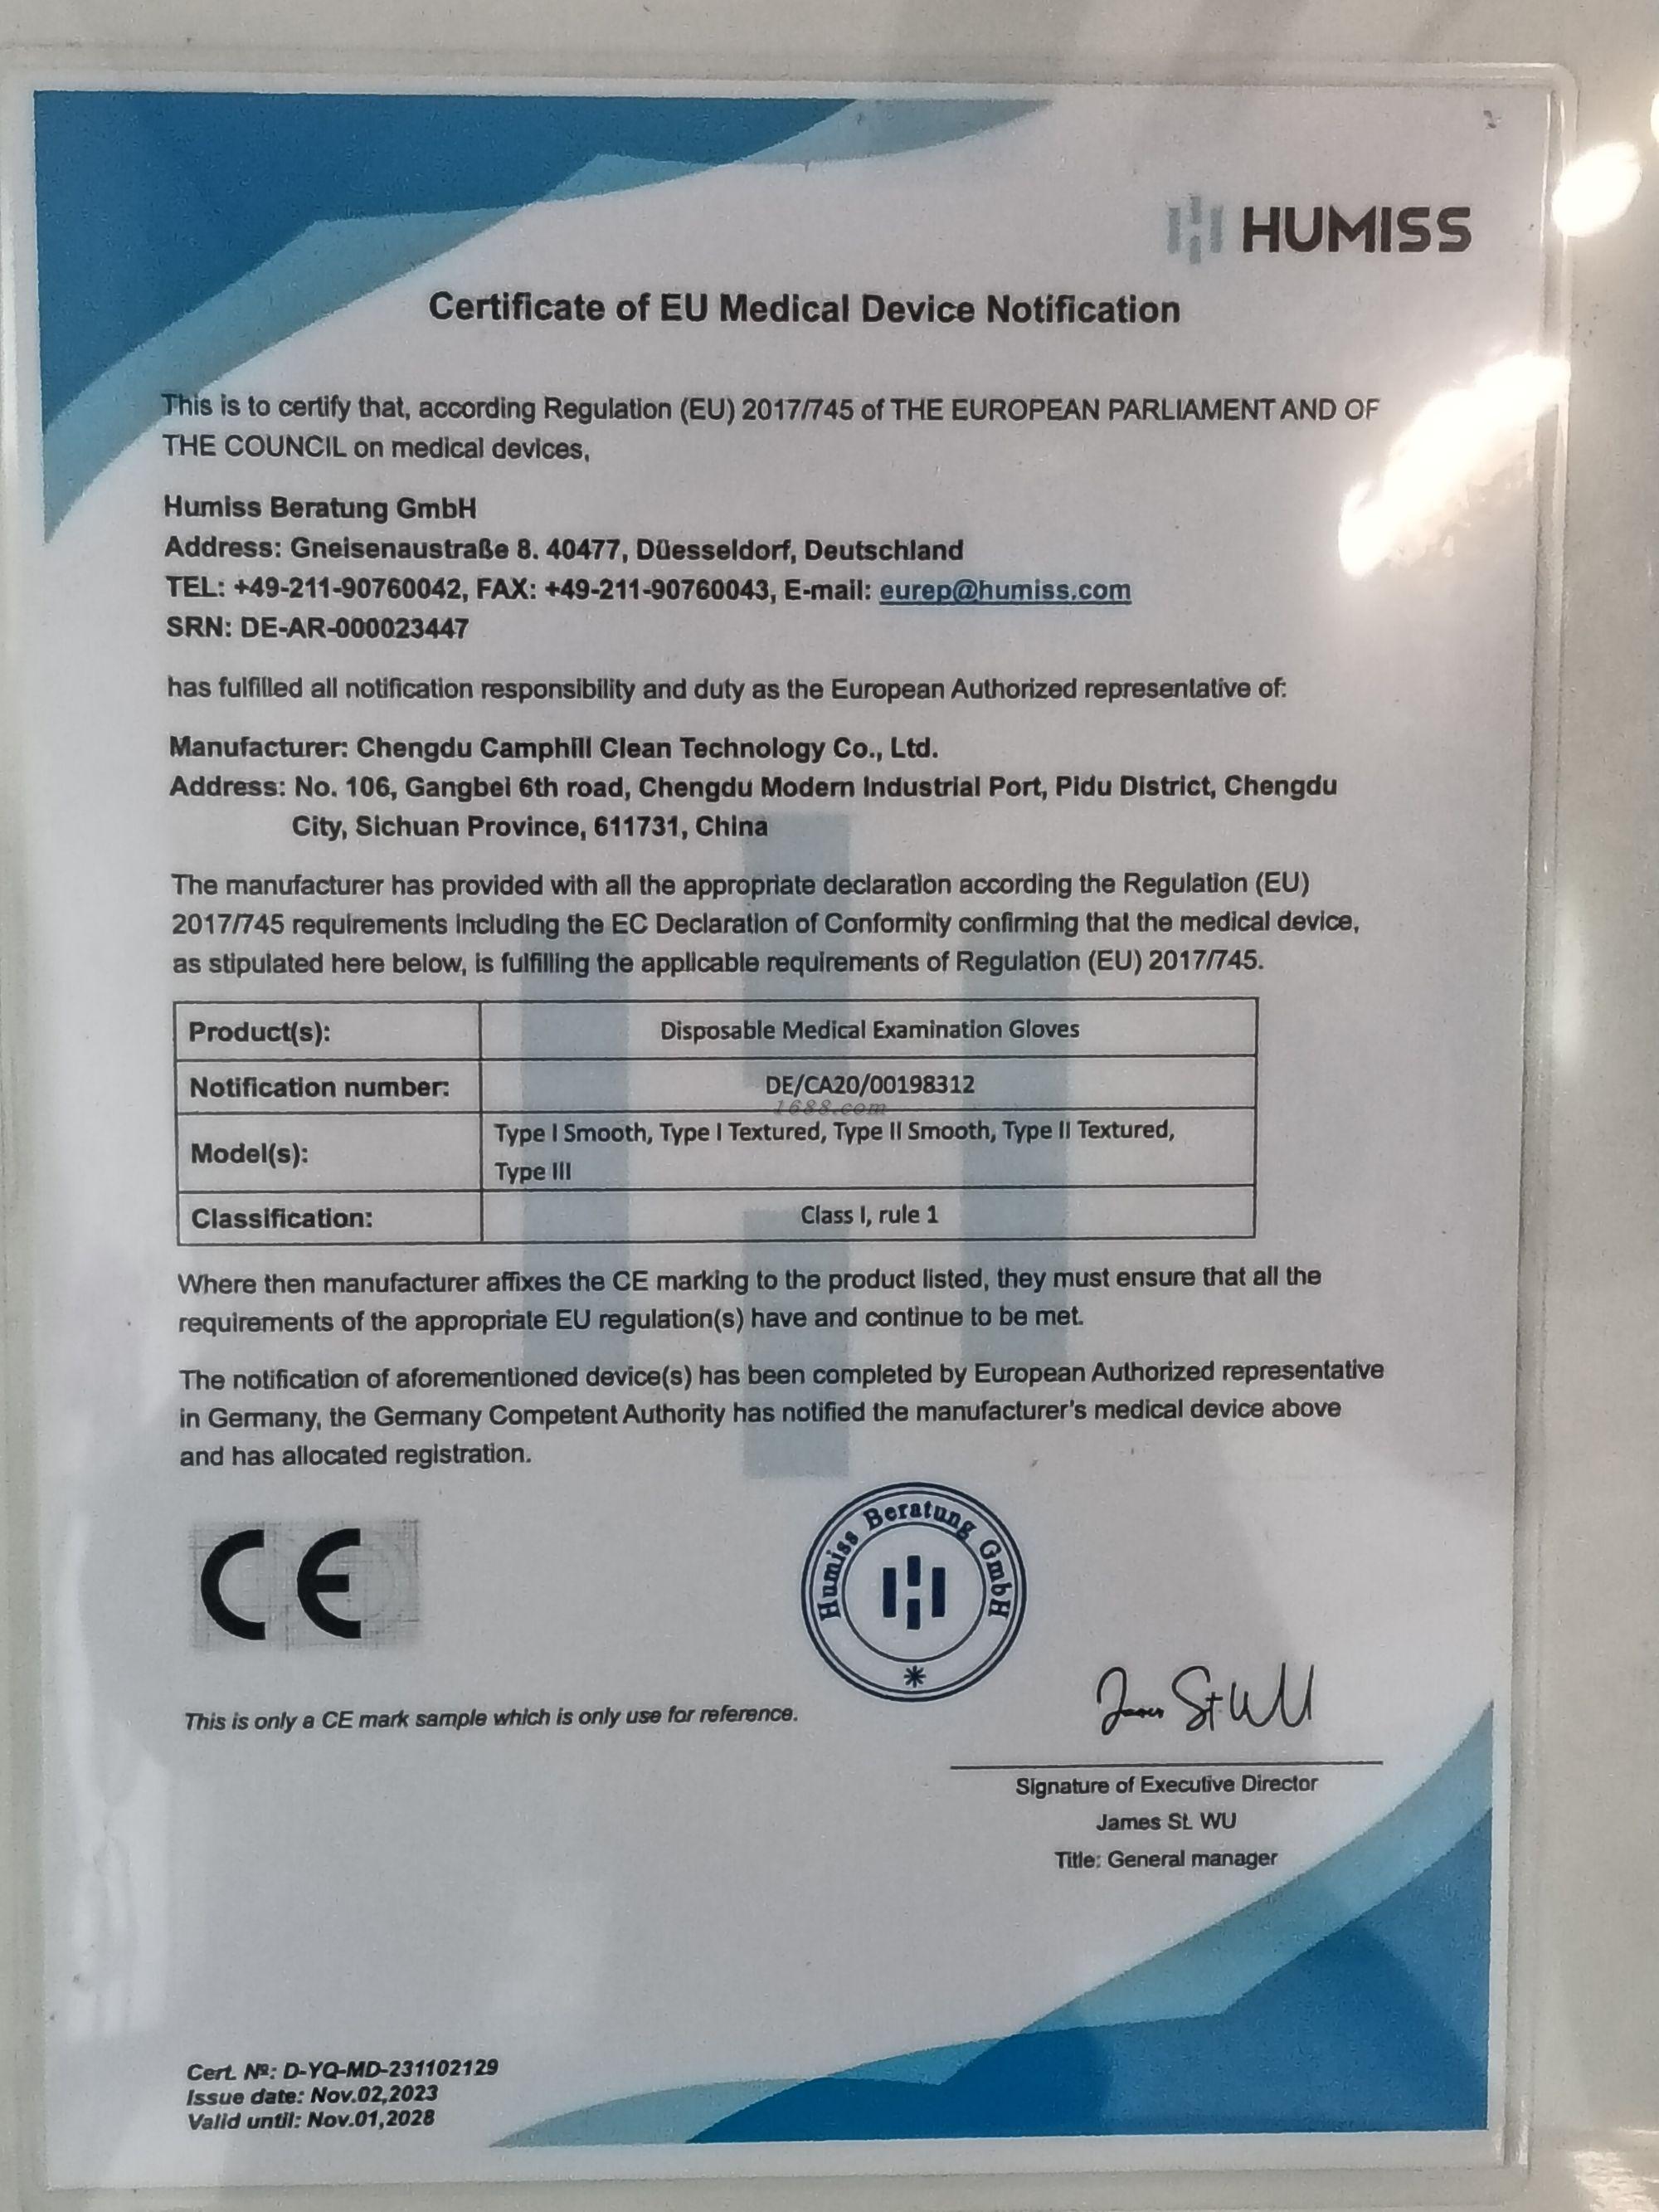 HUMISS
Certificate of EU Medical Device Notification
This is to certify that, according Regulation (EU) 2017/745 of THE EUROPEAN PARLIAMENT AND OF
THE COUNCIL on medical devices,
Humiss Beratung GmbH
Address: Gneisenaustraße 8. 40477, Düesseldorf, Deutschland
TEL: +49-211-90760042, FAX: +49-211-90760043, E-mail: eurep@humiss.com
SRN: DE-AR-000023447
has fulfilled all notification responsibility and duty as the European Authorized representative of:
Manufacturer: Chengdu Camphill Clean Technology Co., Ltd.
Address: No. 106, Gangbei 6th road, Chengdu Modern Industrial Port, Pidu District, Chengdu
City, Sichuan Province, 611731, China
The manufacturer has provided with all the appropriate declaration according the Regulation (EU)
2017/745 requirements including the EC Declaration of Conformity confirming that the medical device,
as stipulated here below, is fulfilling the applicable requirements of Regulation (EU) 2017/745.
Product(s): Disposable Medical Examination Gloves
Notification number: DE/CA20/00198312
1688.com
Model(s): Type I Smooth, Type I Textured, Type II Smooth, Type II Textured,
Type III
Classification: Class I, rule 1
Where then manufacturer affixes the CE marking to the product listed, they must ensure that all the
requirements of the appropriate EU regulation(s) have and continue to be met.
The notification of aforementioned device(s) has been completed by European Authorized representative
in Germany, the Germany Competent Authority has notified the manufacturer's medical device above
and has allocated registration.
CE
Humiss Beratung GmbH
James St WU
This is only a CE mark sample which is only use for reference.
Signature of Executive Director
James St. WU
Title: General manager
Cert. №: D-YQ-MD-231102129
Issue date: Nov.02,2023
Valid until: Nov.01,2028